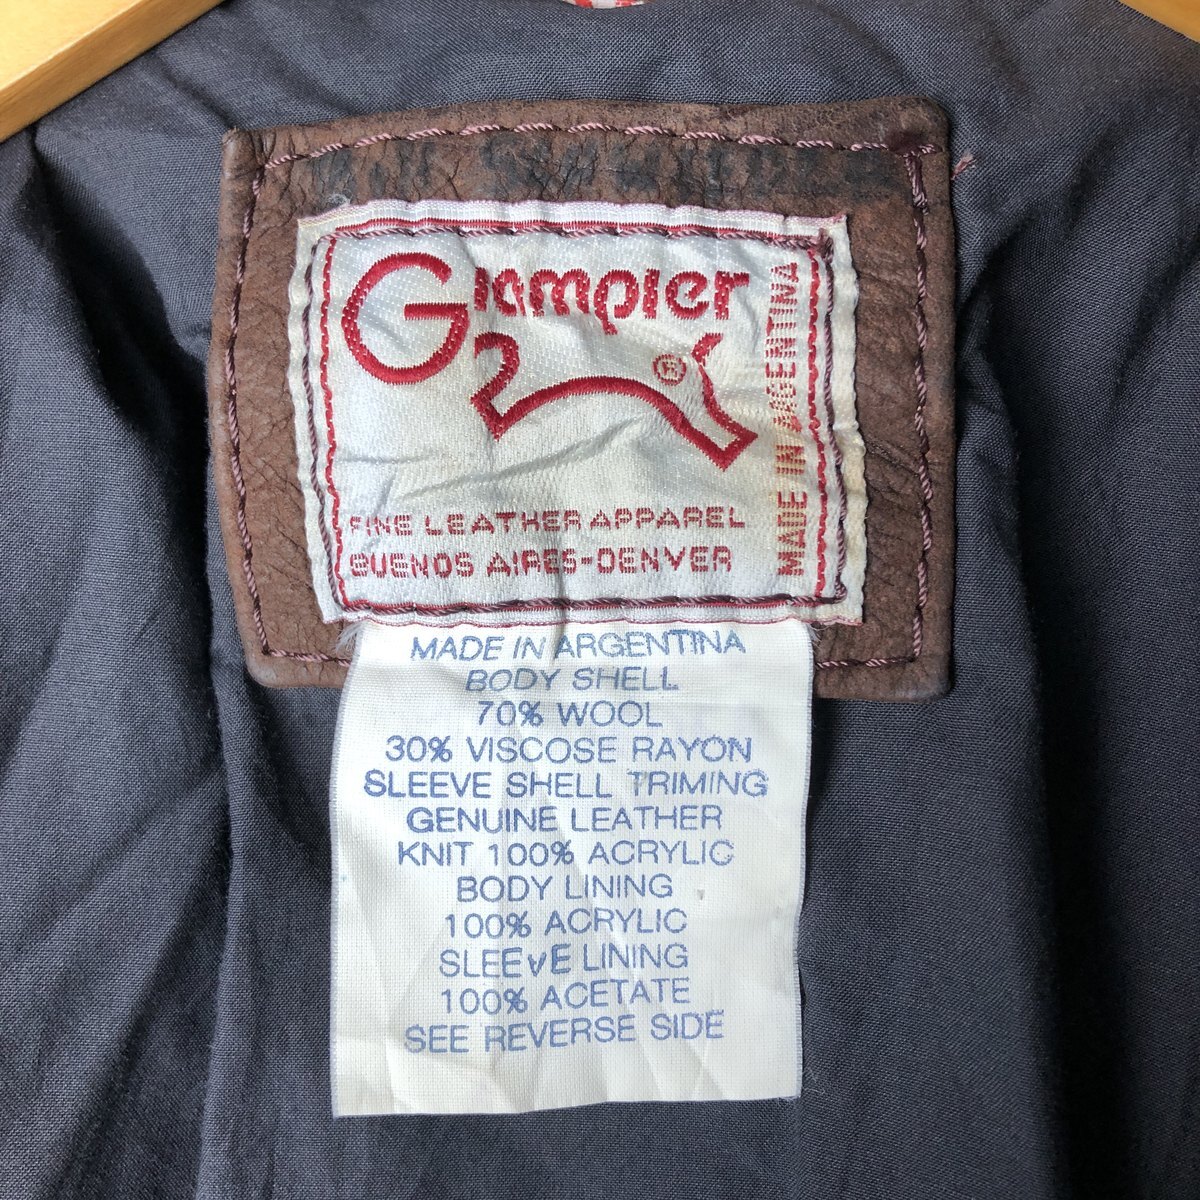 Grampier
®
MADE IN ARGENTINA
FINE LEATHER APPAREL
BUENOS AIRES-DENVER
MADE IN ARGENTINA
BODY SHELL
70% WOOL
30% VISCOSE RAYON
SLEEVE SHELL TRIMING
GENUINE LEATHER
KNIT 100% ACRYLIC
BODY LINING
100% ACRYLIC
SLEEvE LINING
100% ACETATE
SEE REVERSE SIDE